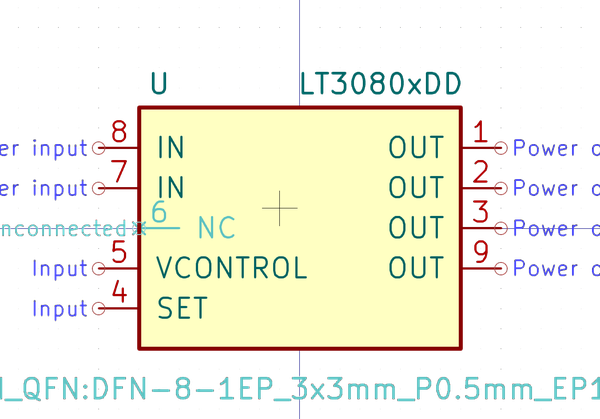 U LT3080xDD
er input 8 IN OUT 1 Power o
er input 7 IN OUT 2 Power o
nconnected 6 NC OUT 3 Power o
Input 5 VCONTROL OUT 9 Power o
Input 4 SET
_QFN:DFN-8-1EP_3x3mm_P0.5mm_EP1